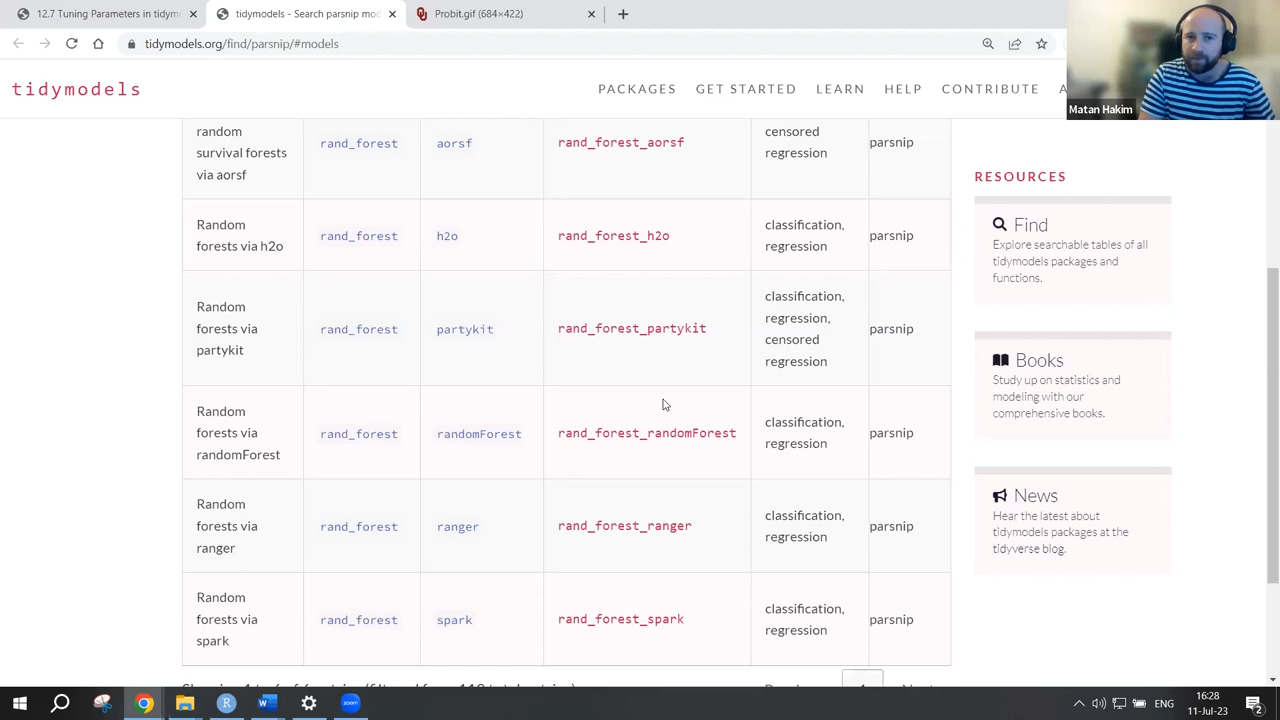 12.7 Tuning Parameters in tidym
tidymodels - Search parsnip mod
Probit.gif (684×422)
tidymodels.org/find/parsnip/#models
Matan Hakim
tidymodels
PACKAGES GET STARTED LEARN HELP CONTRIBUTE A
random
survival forests
via aorsf
rand_forest
aorsf
rand_forest_aorsf
censored
regression
parsnip
Random
forests via h2o
rand_forest
h2o
rand_forest_h2o
classification,
regression
parsnip
Random
forests via
partykit
rand_forest
partykit
rand_forest_partykit
classification,
regression,
censored
regression
parsnip
Random
forests via
randomForest
rand_forest
randomForest
rand_forest_randomForest
classification,
regression
parsnip
Random
forests via
ranger
rand_forest
ranger
rand_forest_ranger
classification,
regression
parsnip
Random
forests via
spark
rand_forest
spark
rand_forest_spark
classification,
regression
parsnip
RESOURCES
Find
Explore searchable tables of all
tidymodels packages and
functions.
Books
Study up on statistics and
modeling with our
comprehensive books.
News
Hear the latest about
tidymodels packages at the
tidyverse blog.
zoom
ENG
16:28
11-Jul-23
2